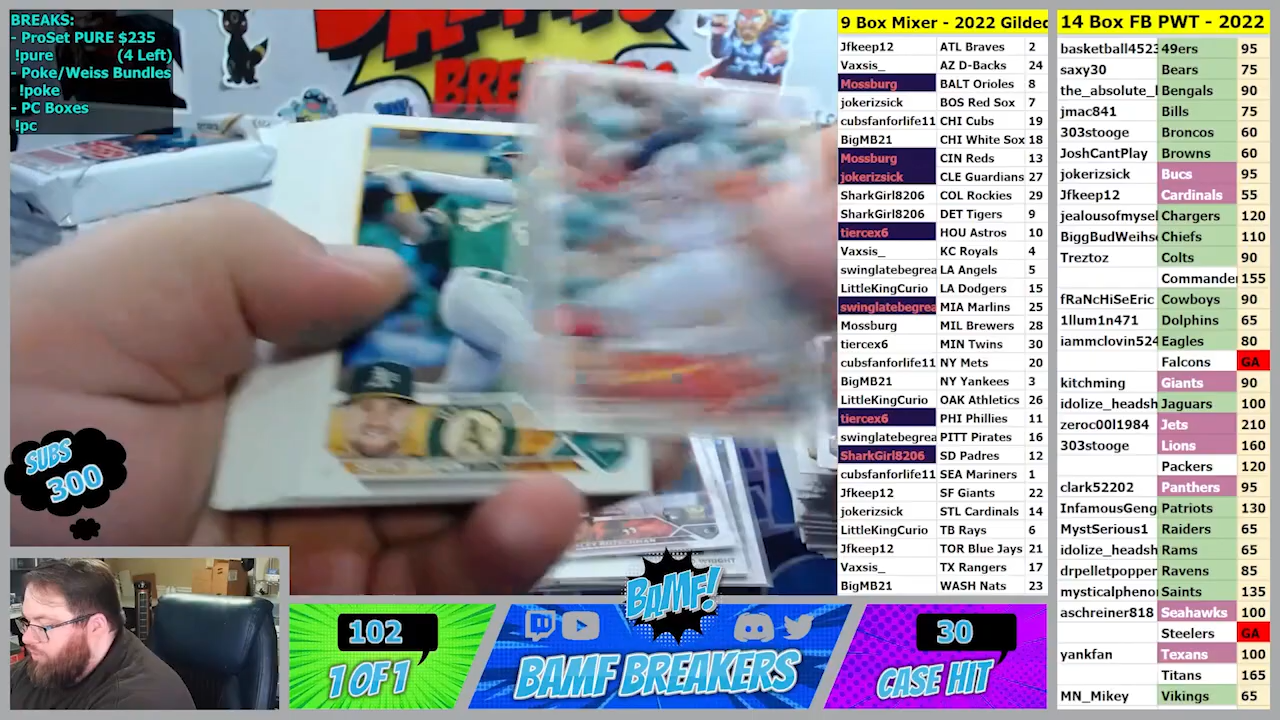 BREAKS:
- ProSet PURE $235
!pure (4 Left)
- Poke/Weiss Bundles
!poke
- PC Boxes
!pc
SUBS
300
9 Box Mixer - 2022 Gilded
Jfkeep12 ATL Braves 2
Vaxsis_ AZ D-Backs 24
Mossburg BALT Orioles 8
jokerizsick BOS Red Sox 7
cubsfanforlife11 CHI Cubs 19
BigMB21 CHI White Sox 18
Mossburg CIN Reds 13
jokerizsick CLE Guardians 27
SharkGirl8206 COL Rockies 29
SharkGirl8206 DET Tigers 9
tiercex6 HOU Astros 10
Vaxsis_ KC Royals 4
swinglatebegrea LA Angels 5
LittleKingCurio LA Dodgers 15
swinglatebegrea MIA Marlins 25
Mossburg MIL Brewers 28
tiercex6 MIN Twins 30
cubsfanforlife11 NY Mets 20
BigMB21 NY Yankees 3
LittleKingCurio OAK Athletics 26
tiercex6 PHI Phillies 11
swinglatebegrea PITT Pirates 16
SharkGirl8206 SD Padres 12
cubsfanforlife11 SEA Mariners 1
Jfkeep12 SF Giants 22
jokerizsick STL Cardinals 14
LittleKingCurio TB Rays 6
Jfkeep12 TOR Blue Jays 21
Vaxsis_ TX Rangers 17
BigMB21 WASH Nats 23
14 Box FB PWT - 2022
basketball4523 49ers 95
saxy30 Bears 75
the_absolute_l Bengals 90
jmac841 Bills 75
303stooge Broncos 60
JoshCantPlay Browns 60
jokerizsick Bucs 95
Jfkeep12 Cardinals 55
jealousofmysel Chargers 120
BiggBudWeihs Chiefs 110
Treztoz Colts 90
Commander 155
fRaNcHiSeEric Cowboys 90
1llum1n471 Dolphins 65
iammclovin524 Eagles 80
Falcons GA
kitchming Giants 90
idolize_headsh Jaguars 100
zeroc00l1984 Jets 210
303stooge Lions 160
Packers 120
clark52202 Panthers 95
InfamousGeng Patriots 130
MystSerious1 Raiders 65
idolize_headsh Rams 65
drpelletpopper Ravens 85
mysticalpheno Saints 135
aschreiner818 Seahawks 100
Steelers GA
yankfan Texans 100
Titans 165
MN_Mikey Vikings 65
102
1 OF 1
BAMF!
BAMF BREAKERS
30
CASE HIT